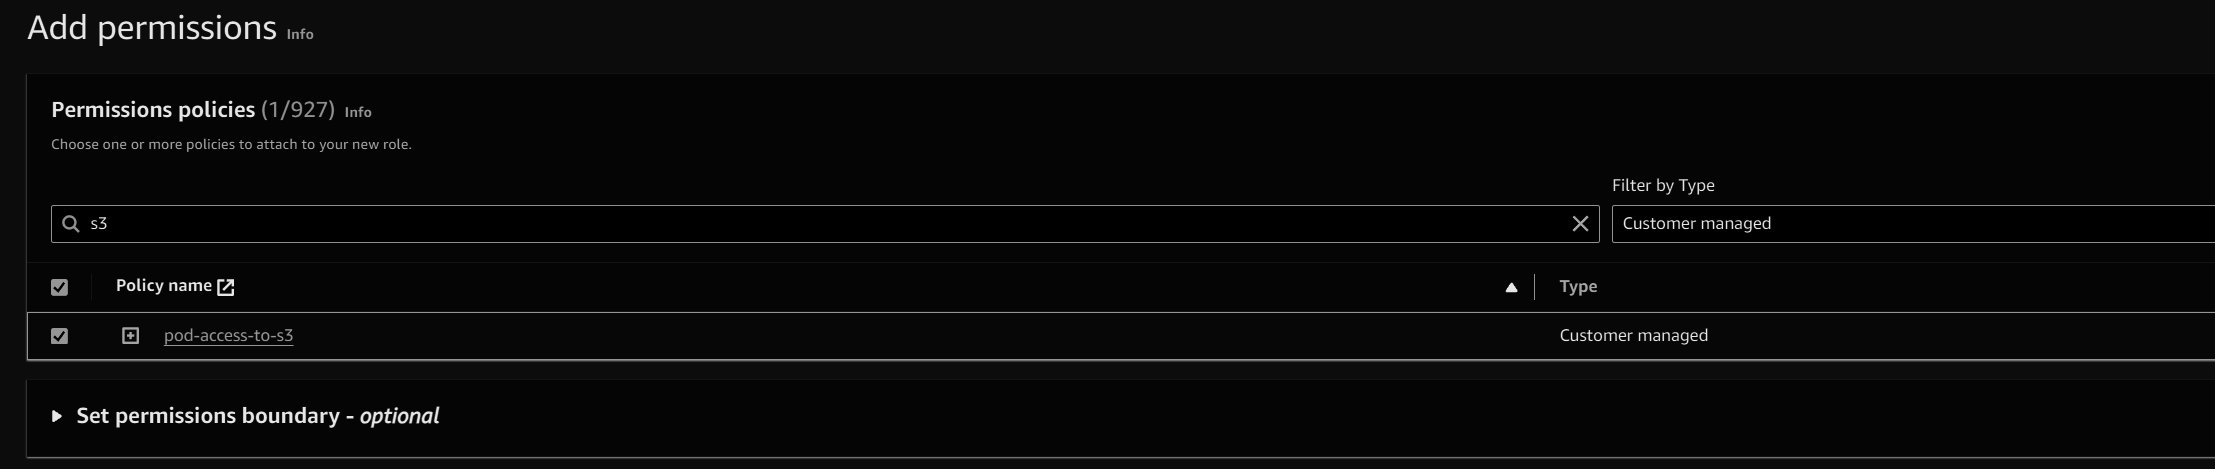 Add permissions Info
Permissions policies (1/927) Info
Choose one or more policies to attach to your new role.
Filter by Type
s3
Customer managed
Policy name
Type
pod-access-to-s3
Customer managed
Set permissions boundary - optional